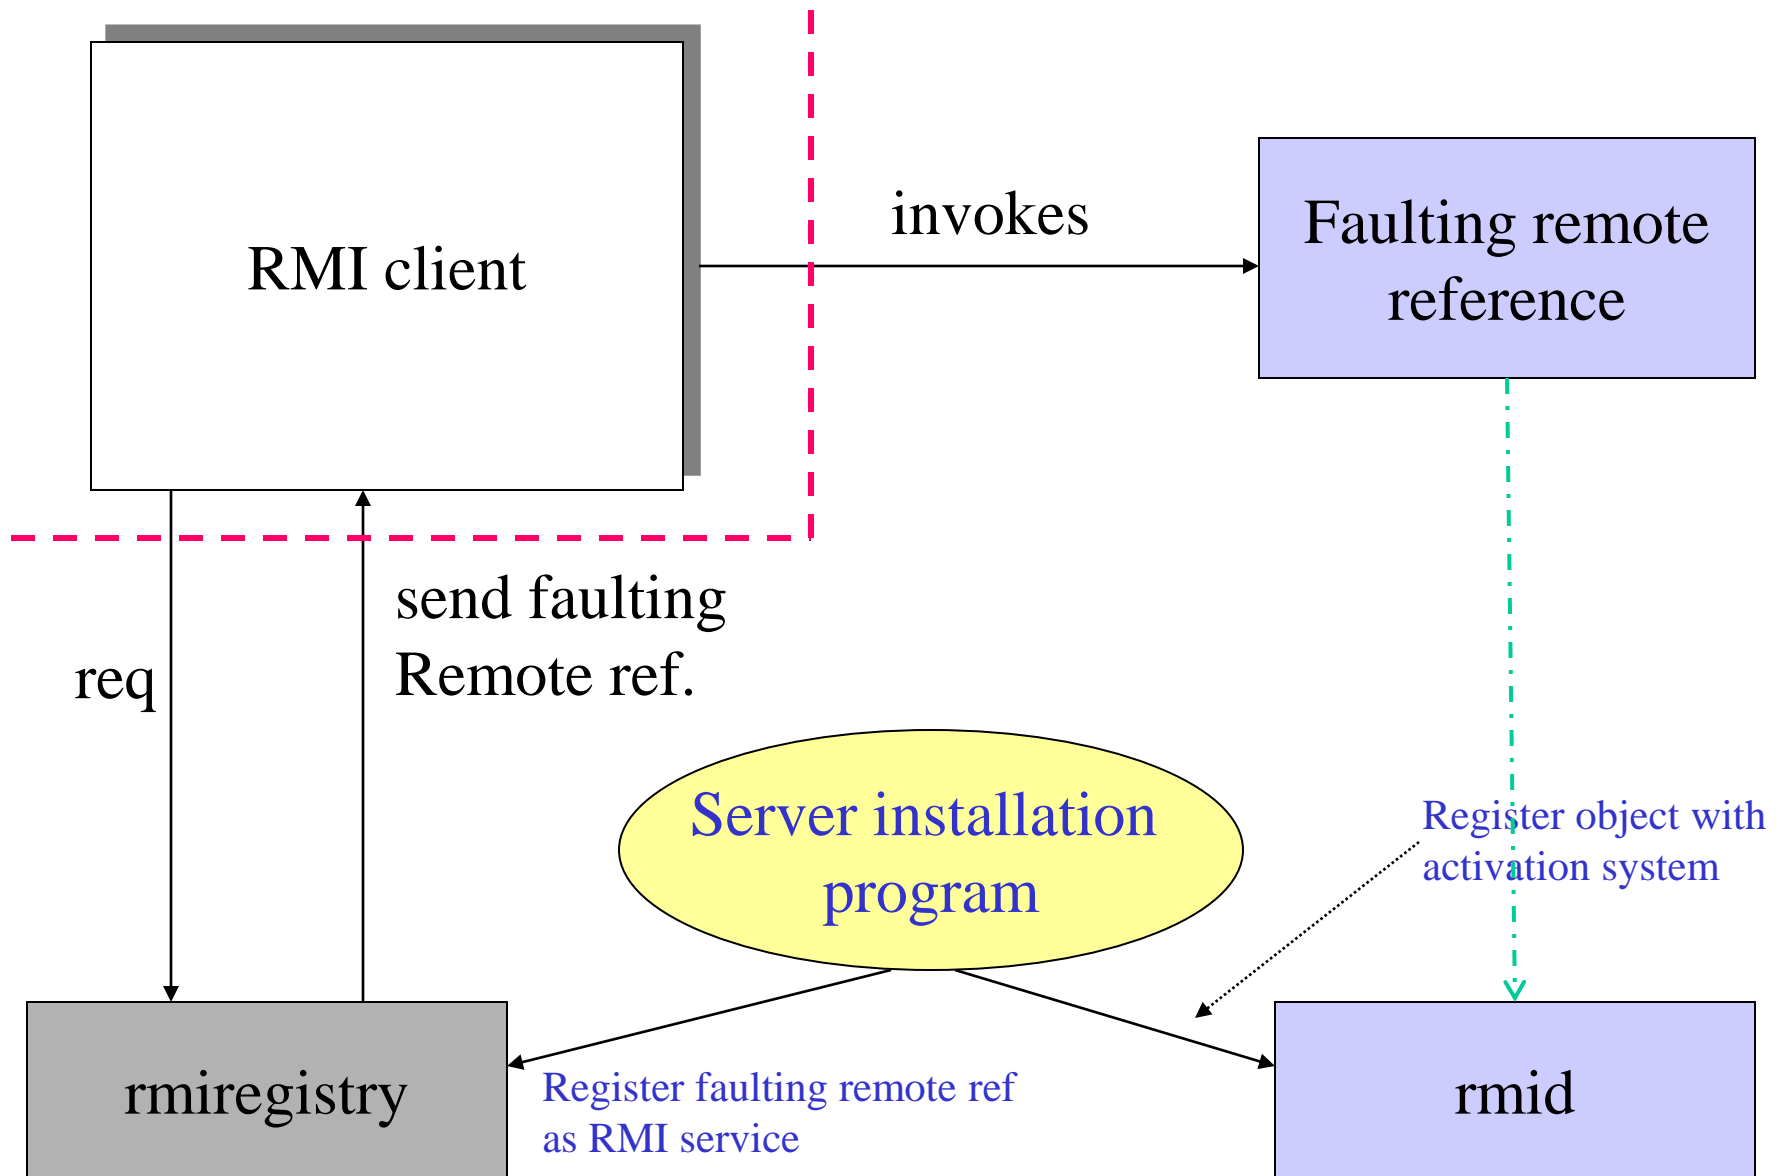 RMI client
invokes
Faulting remote
reference
send faulting
Remote ref.
req
Server installation
program
Register object with
activation system
rmiregistry
Register faulting remote ref
as RMI service
rmid